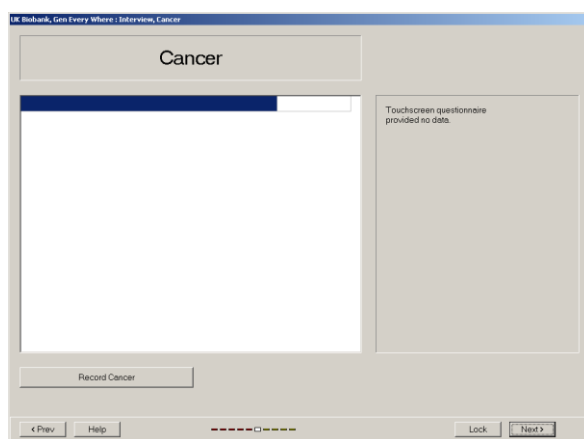 UK Biobank, Gen Every Where : Interview, Cancer
Cancer
Touchscreen questionnaire
provided no data.
Record Cancer
< Prev
Help
Lock
Next >